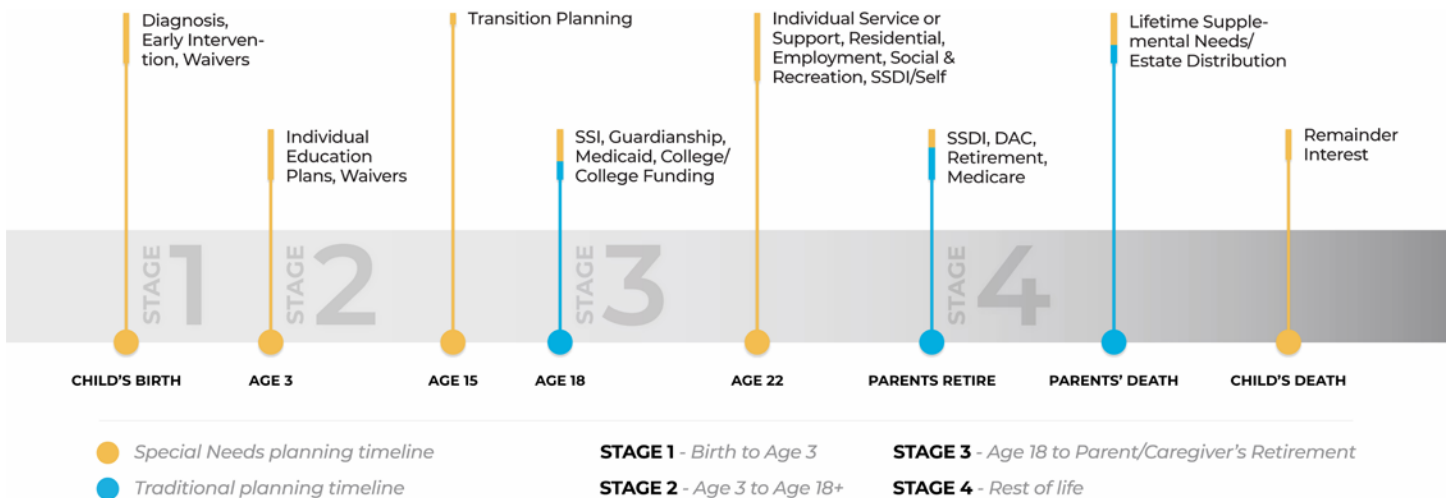 Diagnosis,
Early Interven-
tion, Waivers
Individual
Education
Plans, Waivers
Transition Planning
SSI, Guardianship,
Medicaid, College/
College Funding
Individual Service or
Support, Residential,
Employment, Social &
Recreation, SSDI/Self
SSDI, DAC,
Retirement,
Medicare
Lifetime Supple-
mental Needs/
Estate Distribution
Remainder
Interest
STAGE 1
STAGE 2
STAGE 3
STAGE 4
CHILD'S BIRTH
AGE 3
AGE 15
AGE 18
AGE 22
PARENTS RETIRE
PARENTS' DEATH
CHILD'S DEATH
Special Needs planning timeline
Traditional planning timeline
STAGE 1 - Birth to Age 3
STAGE 2 - Age 3 to Age 18+
STAGE 3 - Age 18 to Parent/Caregiver's Retirement
STAGE 4 - Rest of life